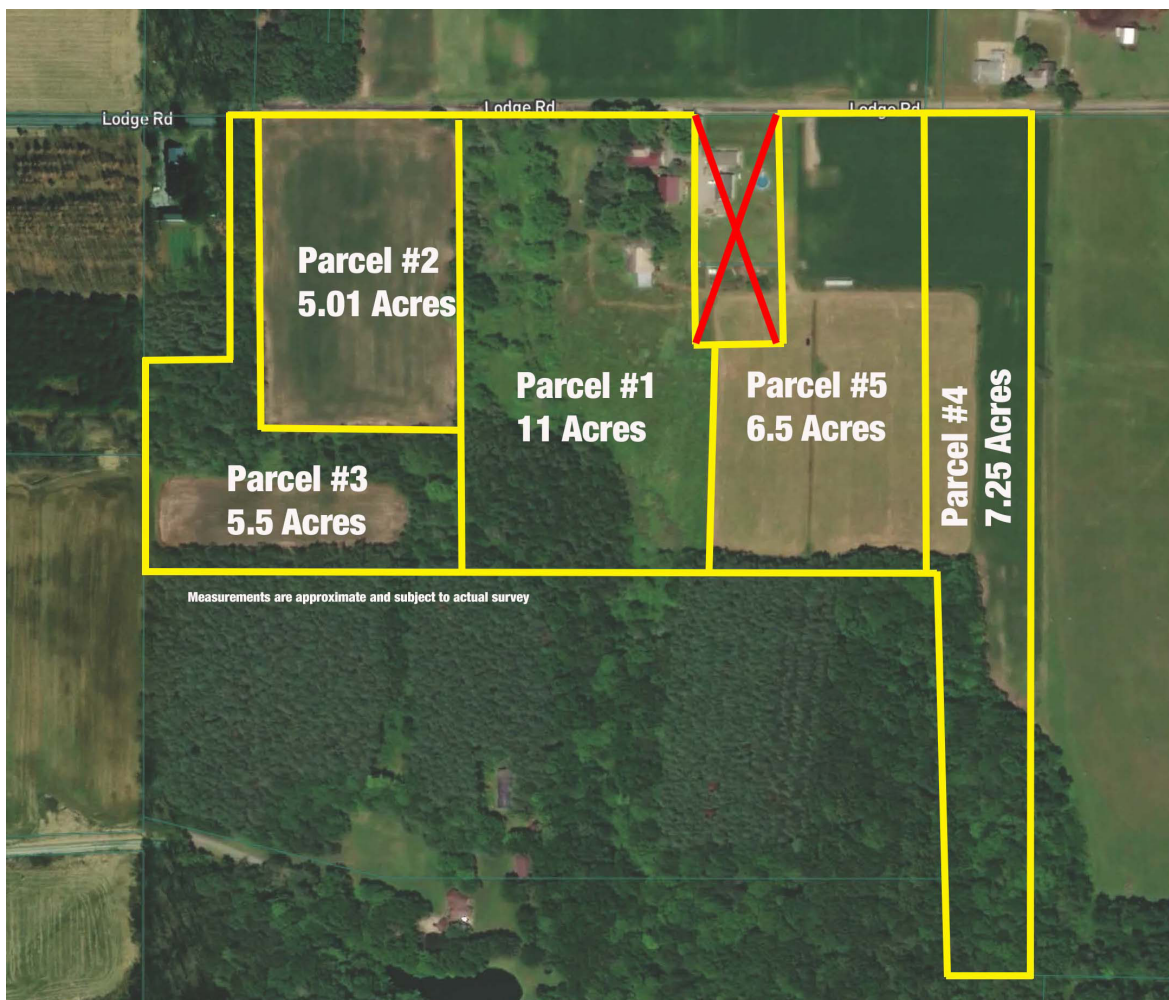 Lodge Rd
Lodge Rd
Lodge Rd
Parcel #2
5.01 Acres
Parcel #1
11 Acres
Parcel #5
6.5 Acres
Parcel #4
7.25 Acres
Parcel #3
5.5 Acres
Measurements are approximate and subject to actual survey